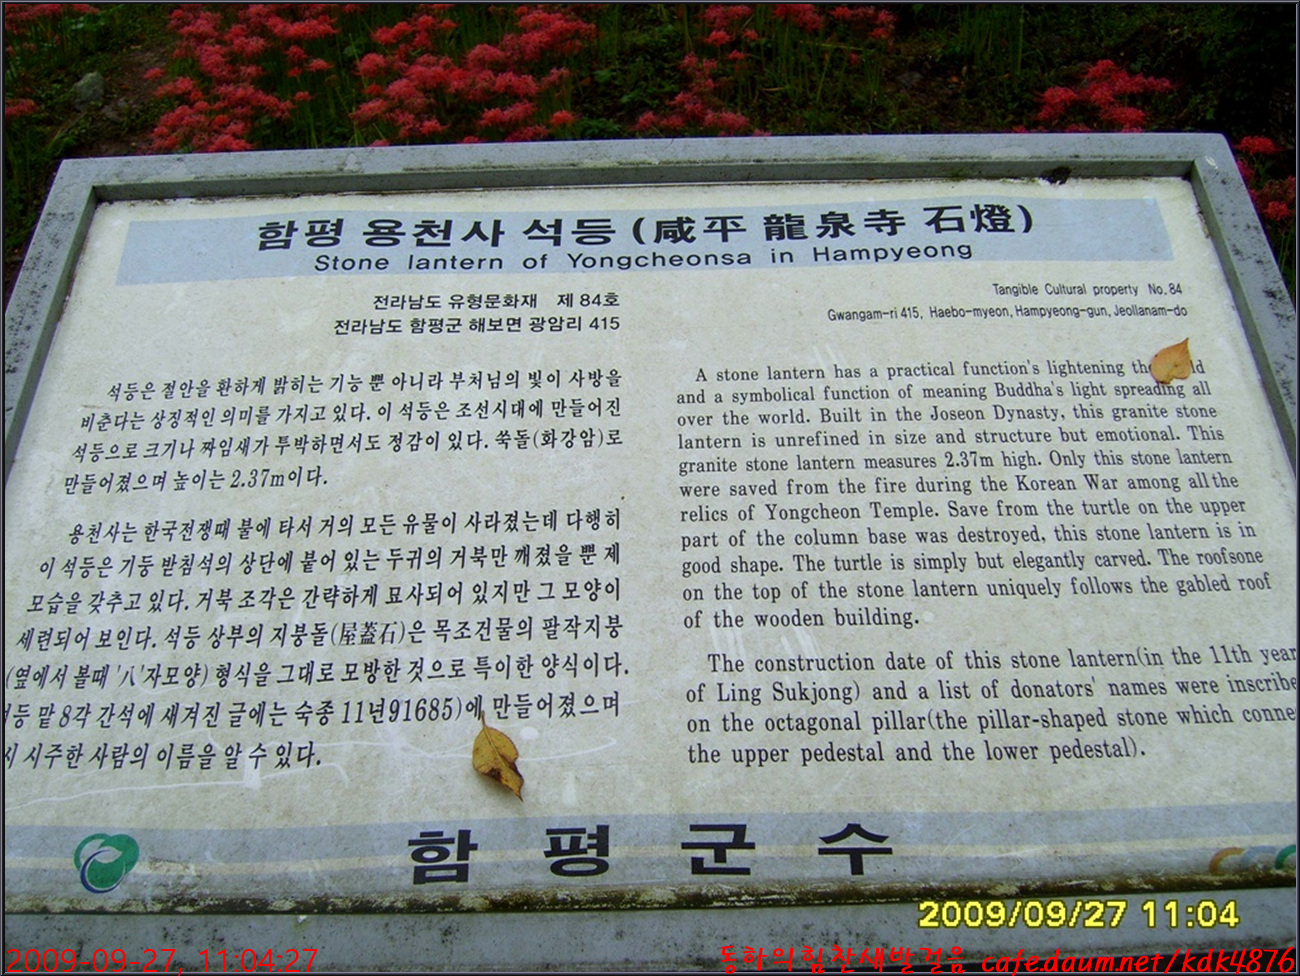 함평 용천사 석등 (咸平 龍泉寺 石燈)
Stone lantern of Yongcheonsa in Hampyeong
전라남도 유형문화재 제 84호
전라남도 함평군 해보면 광암리 415
석등은 절안을 환하게 밝히는 기능 뿐 아니라 부처님의 빛이 사방을
비춘다는 상징적인 의미를 가지고 있다. 이 석등은 조선시대에 만들어진
석등으로 크기나 짜임새가 투박하면서도 정감이 있다. 쑥돌(화강암)로
만들어졌으며 높이는 2.37m이다.
용천사는 한국전쟁때 불에 타서 거의 모든 유물이 사라졌는데 다행히
이 석등은 기둥 받침석의 상단에 붙어 있는 두귀의 거북만 깨졌을 뿐 제
모습을 갖추고 있다. 거북 조각은 간략하게 묘사되어 있지만 그 모양이
세련되어 보인다. 석등 상부의 지붕돌(屋蓋石)은 목조건물의 팔작지붕
(옆에서 볼때 '八'자모양) 형식을 그대로 모방한 것으로 특이한 양식이다.
맡 8각 간석에 새겨진 글에는 숙종 11년91685)에 만들어졌으며
시주한 사람의 이름을 알 수 있다.
Tangible Cultural property No. 84
Gwangam-ri 415, Haebo-myeon, Hampyeong-gun, Jeollanam-do
A stone lantern has a practical function's lightening the
and a symbolical function of meaning Buddha's light spreading all
over the world. Built in the Joseon Dynasty, this granite stone
lantern is unrefined in size and structure but emotional. This
granite stone lantern measures 2.37m high. Only this stone lantern
were saved from the fire during the Korean War among all the
relics of Yongcheon Temple. Save from the turtle on the upper
part of the column base was destroyed, this stone lantern is in
good shape. The turtle is simply but elegantly carved. The roofsone
on the top of the stone lantern uniquely follows the gabled roof
of the wooden building.
The construction date of this stone lantern(in the 11th year
of Ling Sukjong) and a list of donators' names were inscribe
on the octagonal pillar(the pillar-shaped stone which conne
the upper pedestal and the lower pedestal).
함평군수
2009/09/27 11:04
2009-09-27, 11:04:27
동하의힘찬새발걸음 cafe.daum.net/kdk4876